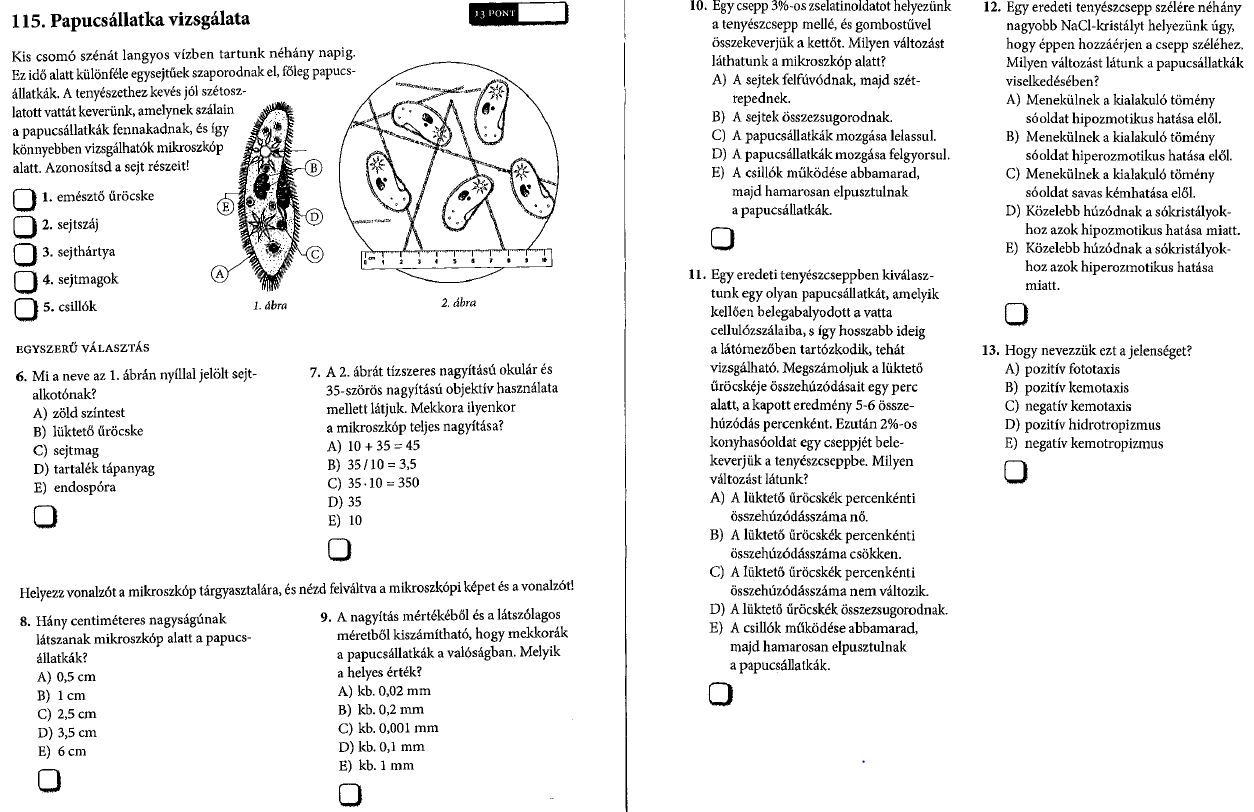 115. Papucsállatka vizsgálata
13 PONT
Kis csomó szénát langyos vízben tartunk néhány napig.
Ez idő alatt különféle egysejtűek szaporodnak el, főleg papucs-
állatkák. A tenyészethez kevés jól szétosz-
latott vattát keverünk, amelynek szálain
a papucsállatkák fennakadnak, és így
könnyebben vizsgálhatók mikroszkóp
alatt. Azonosítsd a sejt részeit!
1. emésztő űröcske
2. sejtszáj
3. sejthártya
4. sejtmagok
5. csillók
B
E
D
C
A
1. ábra
cm 1 2 3 4 5 6 7 8 9 10
2. ábra
EGYSZERŰ VÁLASZTÁS
6. Mi a neve az 1. ábrán nyíllal jelölt sejt-
alkotónak?
A) zöld színtest
B) lüktető űröcske
C) sejtmag
D) tartalék tápanyag
E) endospóra
7. A 2. ábrát tízszeres nagyítású okulár és
35-szörös nagyítású objektív használata
mellett látjuk. Mekkora ilyenkor
a mikroszkóp teljes nagyítása?
A) 10 + 35 = 45
B) 35/10 = 3,5
C) 35·10 = 350
D) 35
E) 10
Helyezz vonalzót a mikroszkóp tárgyasztalára, és nézd felváltva a mikroszkópi képet és a vonalzót!
8. Hány centiméteres nagyságúnak
látszanak mikroszkóp alatt a papucs-
állatkák?
A) 0,5 cm
B) 1 cm
C) 2,5 cm
D) 3,5 cm
E) 6 cm
9. A nagyítás mértékéből és a látszólagos
méretből kiszámítható, hogy mekkorák
a papucsállatkák a valóságban. Melyik
a helyes érték?
A) kb. 0,02 mm
B) kb. 0,2 mm
C) kb. 0,001 mm
D) kb. 0,1 mm
E) kb. 1 mm
10. Egy csepp 3%-os zselatinoldatot helyezünk
a tenyészcsepp mellé, és gombostűvel
összekeverjük a kettőt. Milyen változást
láthatunk a mikroszkóp alatt?
A) A sejtek felfúvódnak, majd szét-
repednek.
B) A sejtek összezsugorodnak.
C) A papucsállatkák mozgása lelassul.
D) A papucsállatkák mozgása felgyorsul.
E) A csillók működése abbamarad,
majd hamarosan elpusztulnak
a papucsállatkák.
11. Egy eredeti tenyészcseppben kiválasz-
tunk egy olyan papucsállatkát, amelyik
kellően belegabalyodott a vatta
cellulózszálaiba, s így hosszabb ideig
a látómezőben tartózkodik, tehát
vizsgálható. Megszámoljuk a lüktető
űröcskéje összehúzódásait egy perc
alatt, a kapott eredmény 5-6 össze-
húzódás percenként. Ezután 2%-os
konyhasóoldat egy cseppjét bele-
keverjük a tenyészcseppbe. Milyen
változást látunk?
A) A lüktető űröcskék percenkénti
összehúzódásszáma nő.
B) A lüktető űröcskék percenkénti
összehúzódásszáma csökken.
C) A lüktető űröcskék percenkénti
összehúzódásszáma nem változik.
D) A lüktető űröcskék összezsugorodnak.
E) A csillók működése abbamarad,
majd hamarosan elpusztulnak
a papucsállatkák.
12. Egy eredeti tenyészcsepp szélére néhány
nagyobb NaCl-kristályt helyezünk úgy,
hogy éppen hozzáérjen a csepp széléhez.
Milyen változást látunk a papucsállatkák
viselkedésében?
A) Menekülnek a kialakuló tömény
sóoldat hipozmotikus hatása elől.
B) Menekülnek a kialakuló tömény
sóoldat hiperozmotikus hatása elől.
C) Menekülnek a kialakuló tömény
sóoldat savas kémhatása elől.
D) Közelebb húzódnak a sókristályok-
hoz azok hipozmotikus hatása miatt.
E) Közelebb húzódnak a sókristályok-
hoz azok hiperozmotikus hatása
miatt.
13. Hogy nevezzük ezt a jelenséget?
A) pozitív fototaxis
B) pozitív kemotaxis
C) negatív kemotaxis
D) pozitív hidrotropizmus
E) negatív kemotropizmus